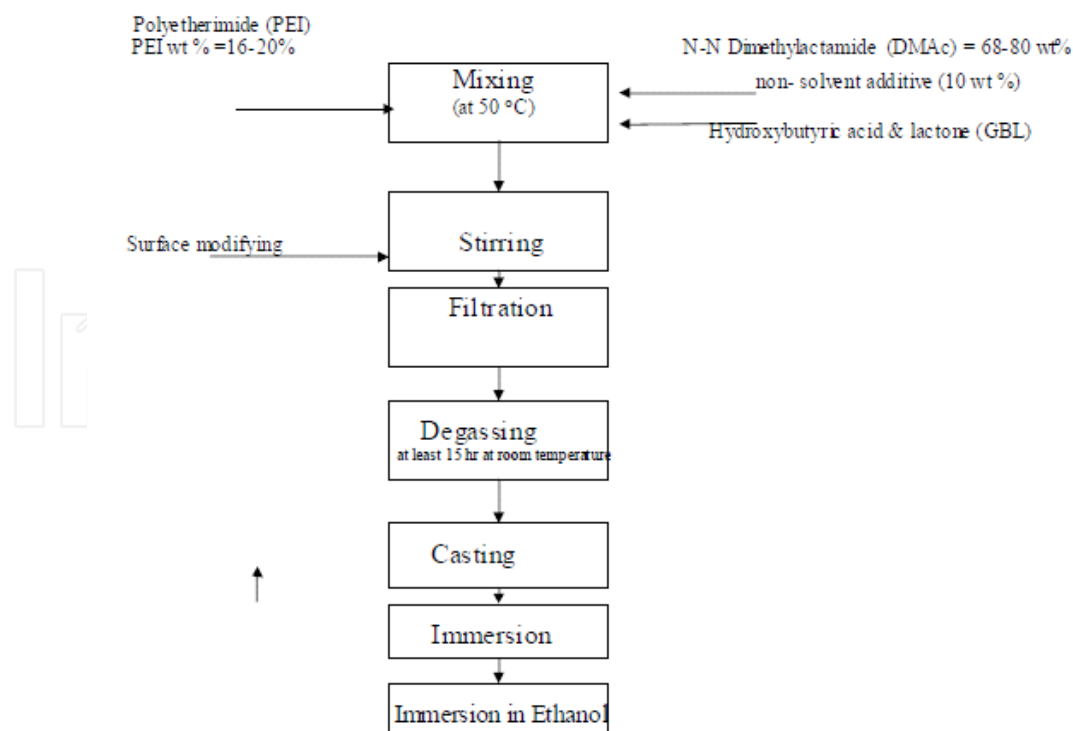 Polyetherimide (PEI)
PEI wt % =16-20%
N-N Dimethylactamide (DMAc) = 68-80 wt%
non- solvent additive (10 wt %)
Hydroxybutyric acid & lactone (GBL)
Mixing
(at 50 °C)
Surface modifying
Stirring
Filtration
Degassing
at least 15 hr at room temperature
Casting
Immersion
Immersion in Ethanol